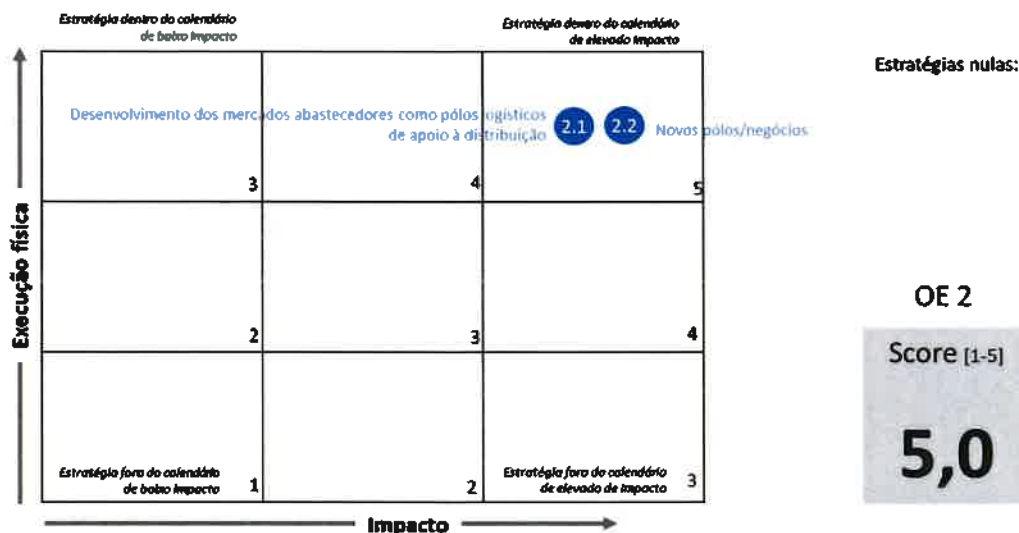 Estratégia dentro do calendário
de baixo impacto
Estratégia dentro do calendário
de elevado impacto
Estratégias nulas:
Desenvolvimento dos mercados abastecedores como pólos logísticos
de apoio à distribuição
2.1
2.2
Novos pólos/negócios
3
4
5
Execução física
2
3
4
OE 2
Score [1-5]
5,0
Estratégia fora do calendário
de baixo impacto
1
2
Estratégia fora do calendário
de elevado de impacto
3
Impacto